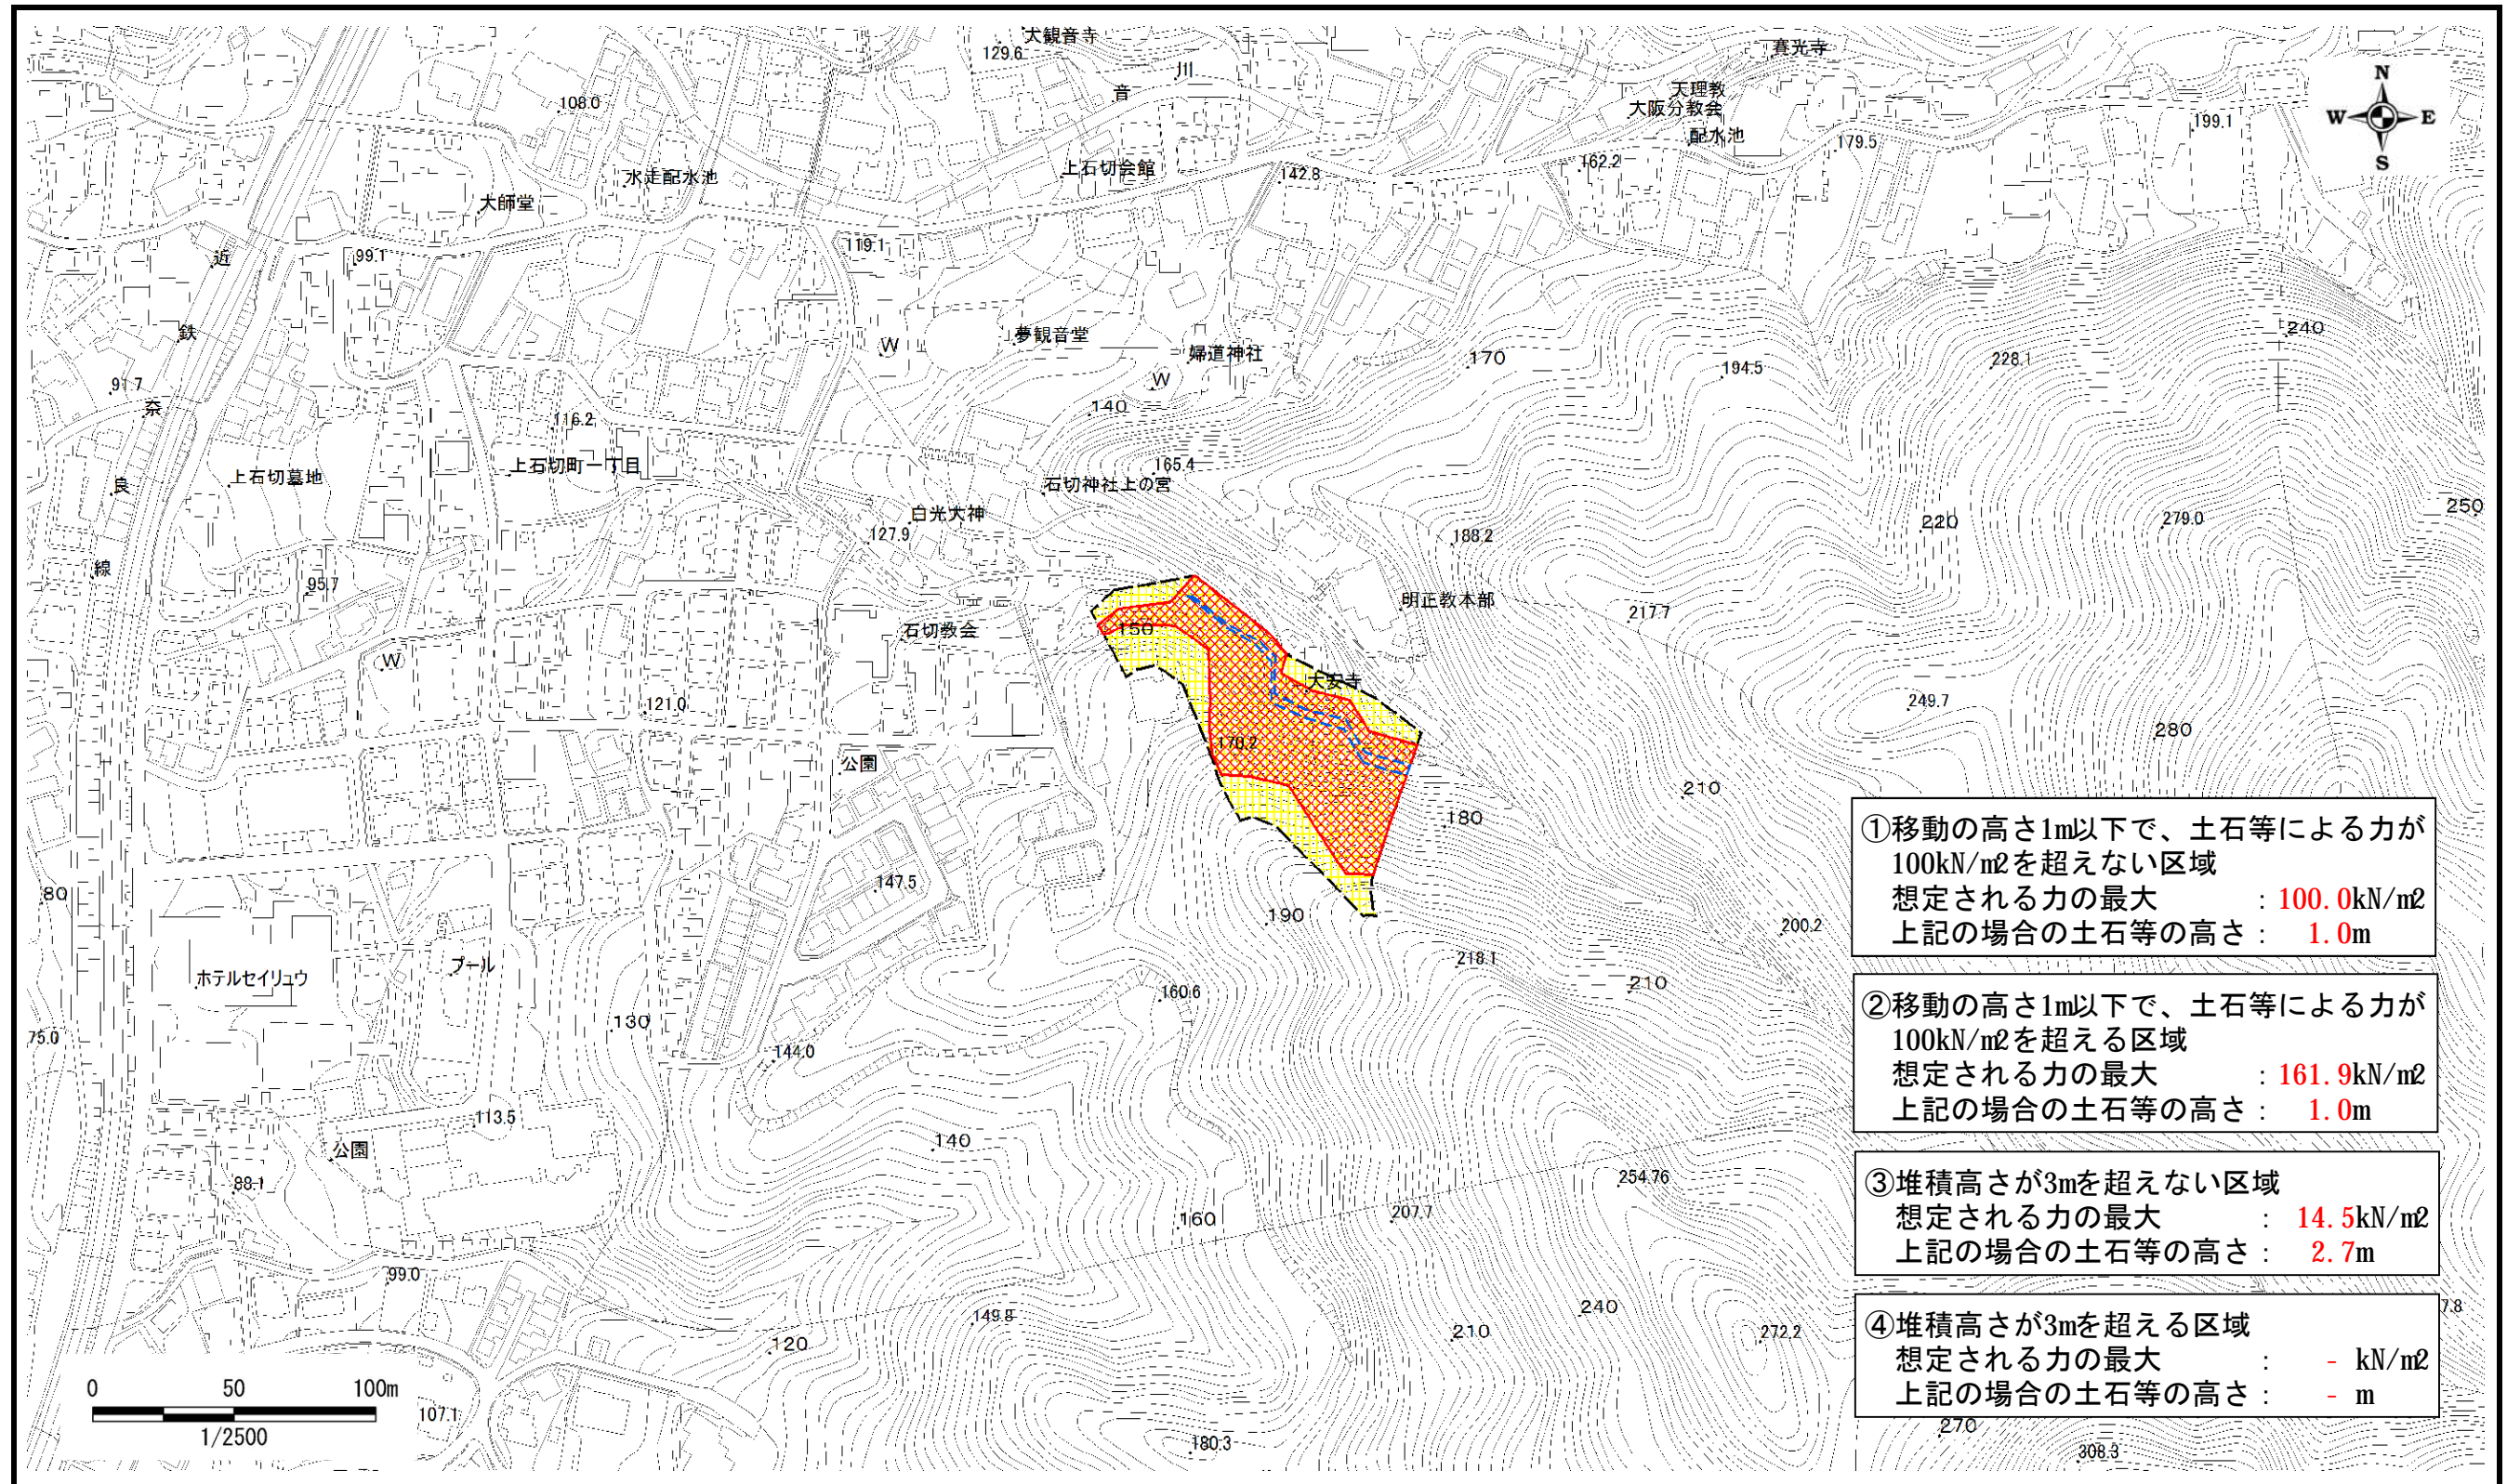 大観音寺
129.6
川
音
賽光寺
天理教
大阪分教会
配水池
179.5
199.1
N
W
E
S
108.0
水走配水池
大師堂
上石切会館
142.8
162.2
近
99.1
119.1
鉄
W
夢観音堂
婦道神社
W
170
194.5
228.1
240
91.7
奈
116.2
140
上石切墓地
上石切町一丁目
165.4
石切神社上の宮
良
白光大神
127.9
188.2
220
279.0
250
線
95.7
石切教会
150
明正教本部
217.7
W
大安寺
121.0
170.2
249.7
280
公園
210
180
147.5
80
190
200.2
218.1
210
ホテルセイリュウ
プール
160.6
130
75.0
144.0
113.5
140
公園
88.1
254.76
207.7
160
99.0
149.8
240
210
272.2
120
7.8
①移動の高さ1m以下で、土石等による力が
100kN/m2を超えない区域
想定される力の最大 : 100.0kN/m2
上記の場合の土石等の高さ : 1.0m
②移動の高さ1m以下で、土石等による力が
100kN/m2を超える区域
想定される力の最大 : 161.9kN/m2
上記の場合の土石等の高さ : 1.0m
③堆積高さが3mを超えない区域
想定される力の最大 : 14.5kN/m2
上記の場合の土石等の高さ : 2.7m
④堆積高さが3mを超える区域
想定される力の最大 : - kN/m2
上記の場合の土石等の高さ : - m
0 50 100m
1/2500
107.1
180.3
270
308.3